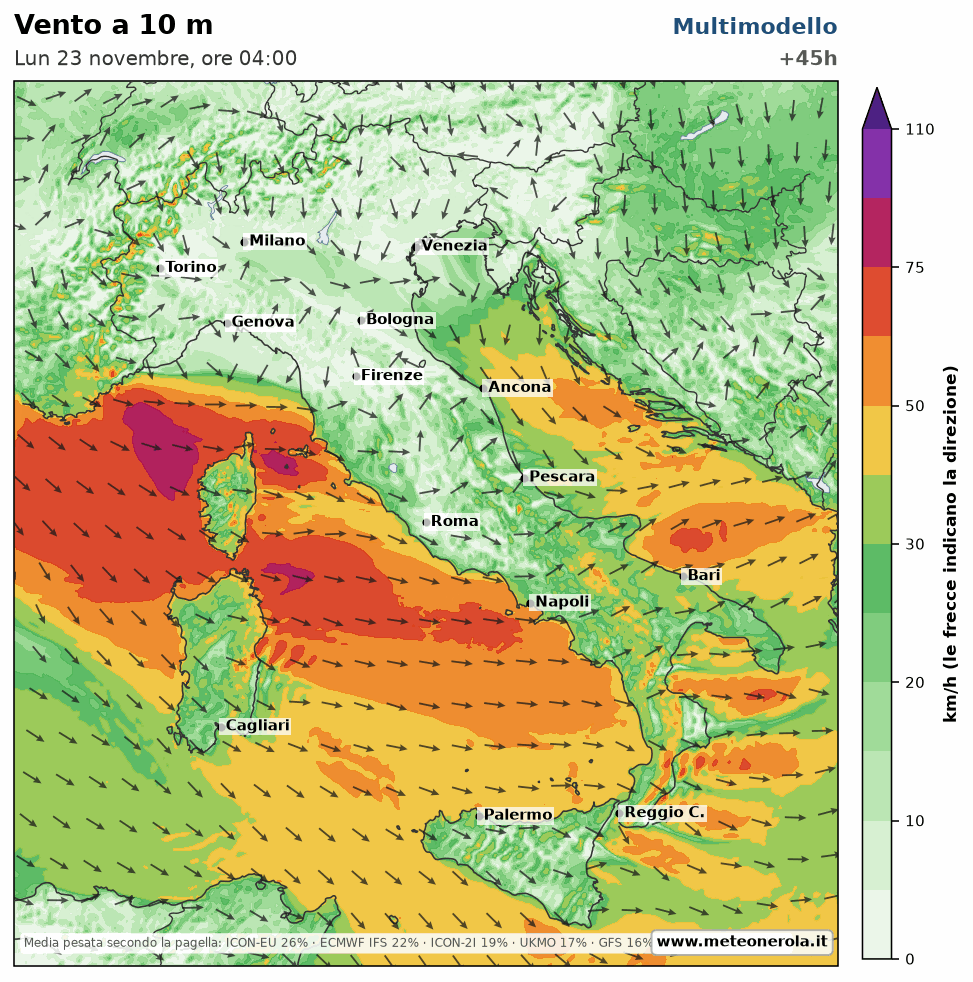 Vento a 10 m
Multimodello
Lun 23 novembre, ore 04:00
+45h
110
75
50
30
20
10
0
km/h (le frecce indicano la direzione)
Milano
Venezia
Torino
Genova
Bologna
Firenze
Ancona
Pescara
Roma
Bari
Napoli
Cagliari
Palermo
Reggio C.
Media pesata secondo la pagella: ICON-EU 26% · ECMWF IFS 22% · ICON-2I 19% · UKMO 17% · GFS 16%
www.meteonerola.it